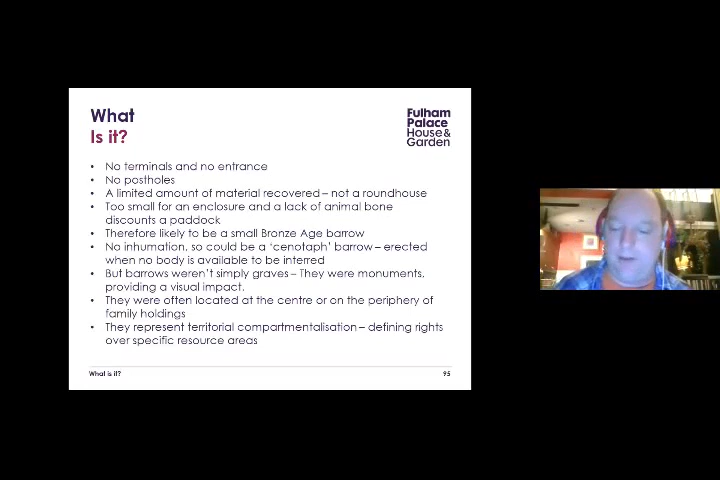 What
Is it?
Fulham
Palace
House &
Garden
• No terminals and no entrance
• No postholes
• A limited amount of material recovered – not a roundhouse
• Too small for an enclosure and a lack of animal bone
discounts a paddock
• Therefore likely to be a small Bronze Age barrow
• No inhumation, so could be a ‘cenotaph’ barrow – erected
when no body is available to be interred
• But barrows weren’t simply graves – They were monuments,
providing a visual impact.
• They were often located at the centre or on the periphery of
family holdings
• They represent territorial compartmentalisation – defining rights
over specific resource areas
What is it?
95